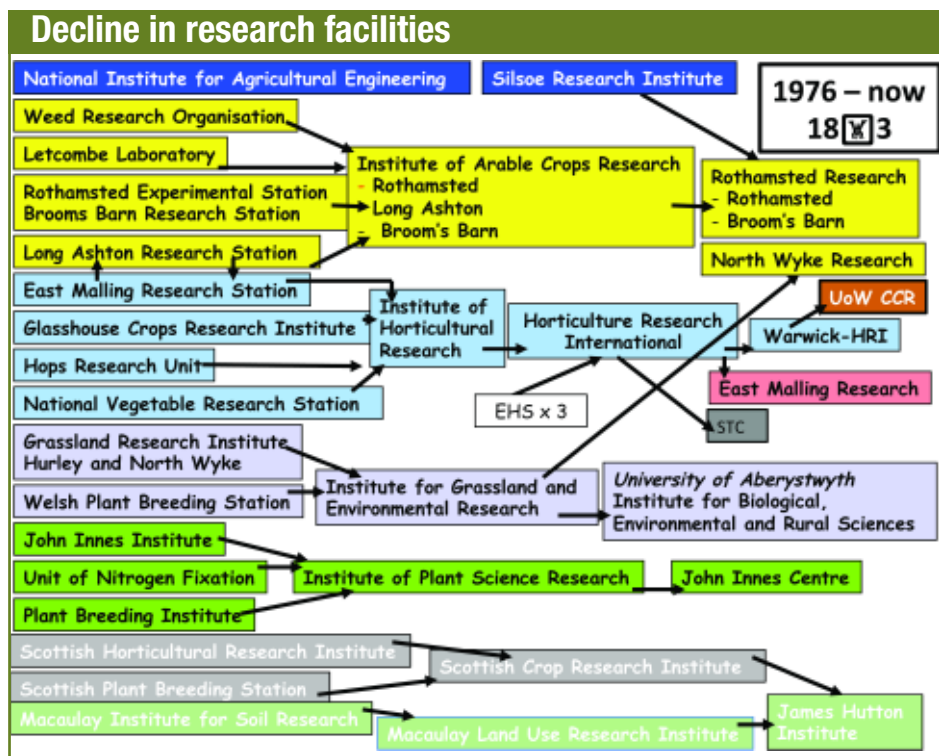 Decline in research facilities
National Institute for Agricultural Engineering
Silsoe Research Institute
1976 – now
18 3
Weed Research Organisation
Letcombe Laboratory
Rothamsted Experimental Station
Brooms Barn Research Station
Long Ashton Research Station
Institute of Arable Crops Research
- Rothamsted
Long Ashton
- Broom's Barn
Rothamsted Research
- Rothamsted
- Broom's Barn
North Wyke Research
East Malling Research Station
Glasshouse Crops Research Institute
Hops Research Unit
National Vegetable Research Station
Institute of
Horticultural
Research
Horticulture Research
International
EHS x 3
UoW CCR
Warwick-HRI
East Malling Research
STC
Grassland Research Institute
Hurley and North Wyke
Welsh Plant Breeding Station
Institute for Grassland and
Environmental Research
University of Aberystwyth
Institute for Biological,
Environmental and Rural Sciences
John Innes Institute
Unit of Nitrogen Fixation
Plant Breeding Institute
Institute of Plant Science Research
John Innes Centre
Scottish Horticultural Research Institute
Scottish Plant Breeding Station
Macaulay Institute for Soil Research
Scottish Crop Research Institute
Macaulay Land Use Research Institute
James Hutton
Institute